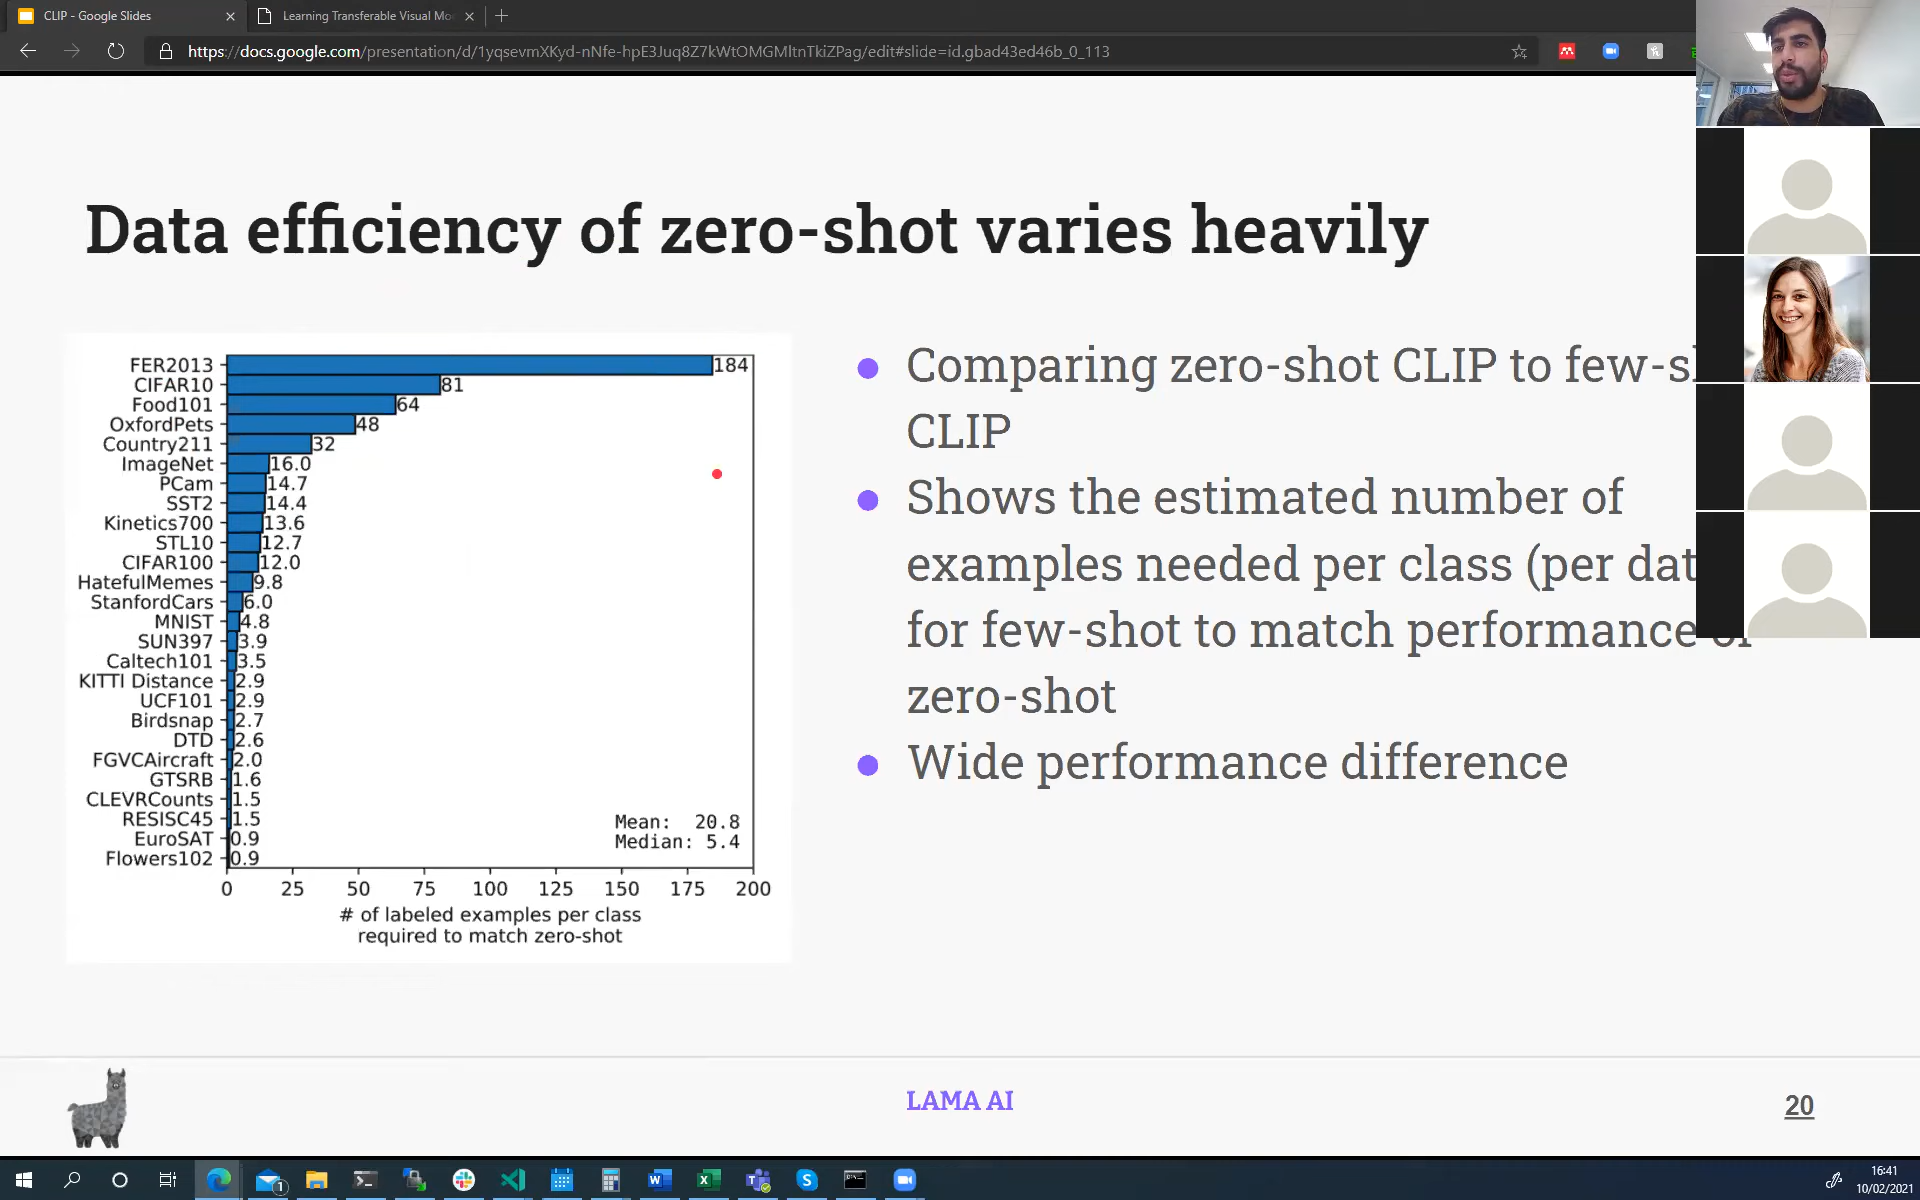 CLIP - Google Slides
Learning Transferable Visual Mo
https://docs.google.com/presentation/d/1yqsevmXKyd-nNfe-hpE3Juq8Z7kWtOMGMltnTkiZPag/edit#slide=id.gbad43ed46b_0_113
Data efficiency of zero-shot varies heavily
FER2013 184
CIFAR10 81
Food101 64
OxfordPets 48
Country211 32
ImageNet 16.0
PCam 14.7
SST2 14.4
Kinetics700 13.6
STL10 12.7
CIFAR100 12.0
HatefulMemes 9.8
StanfordCars 6.0
MNIST 4.8
SUN397 3.9
Caltech101 3.5
KITTI Distance 2.9
UCF101 2.9
Birdsnap 2.7
DTD 2.6
FGVCAircraft 2.0
GTSRB 1.6
CLEVRCounts 1.5
RESISC45 1.5
EuroSAT 0.9
Flowers102 0.9
Mean: 20.8
Median: 5.4
0 25 50 75 100 125 150 175 200
# of labeled examples per class
required to match zero-shot
Comparing zero-shot CLIP to
CLIP
Shows the estimated number of
examples needed per class (per
for few-shot to match performance
zero-shot
Wide performance difference
LAMA AI
20
1
16:41
10/02/2021